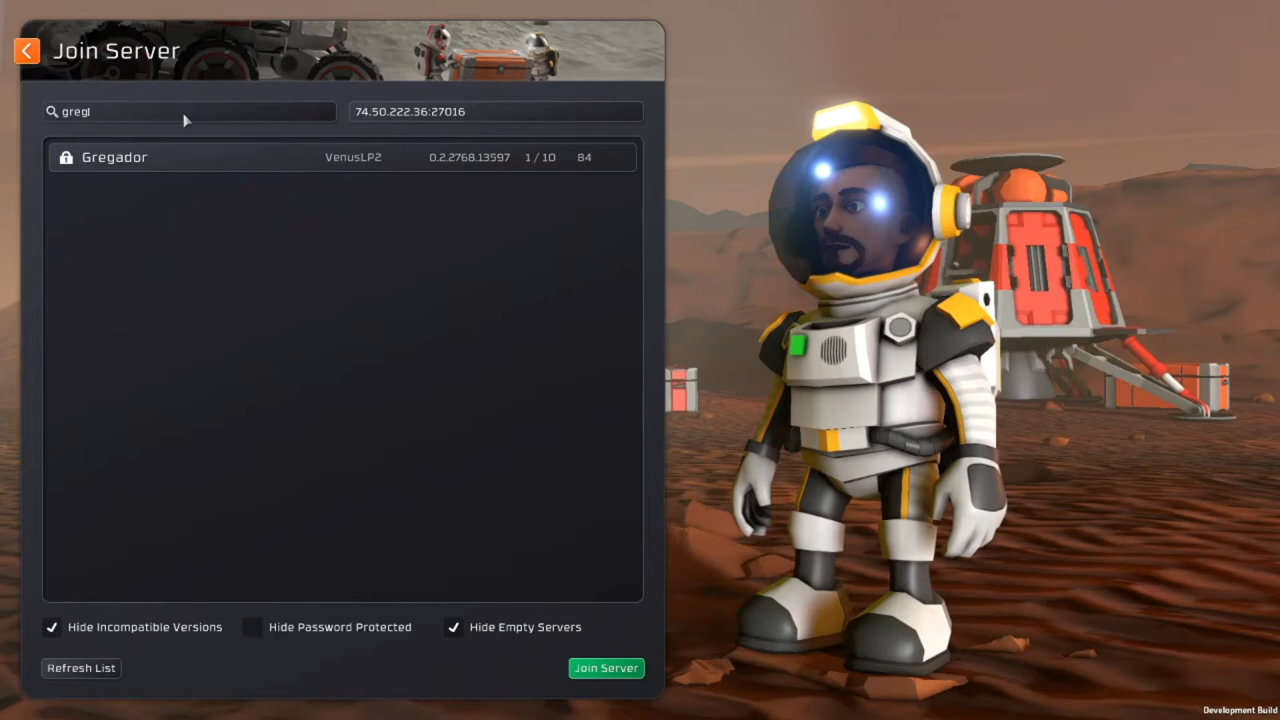 Join Server
gregl
74.50.222.36:27016
Gregador VenusLP2 0.2.2768.13597 1 / 10 84
Hide Incompatible Versions Hide Password Protected Hide Empty Servers
Refresh List Join Server
Development Build